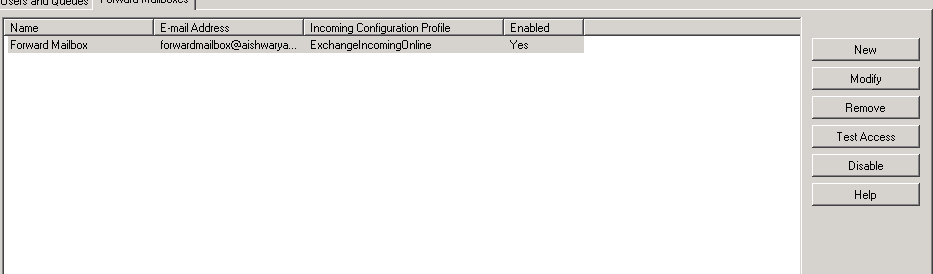 Users and Queues Forward Mailboxes
Name E-mail Address Incoming Configuration Profile Enabled
Forward Mailbox forwardmailbox@aishwarya... ExchangeIncomingOnline Yes
New
Modify
Remove
Test Access
Disable
Help